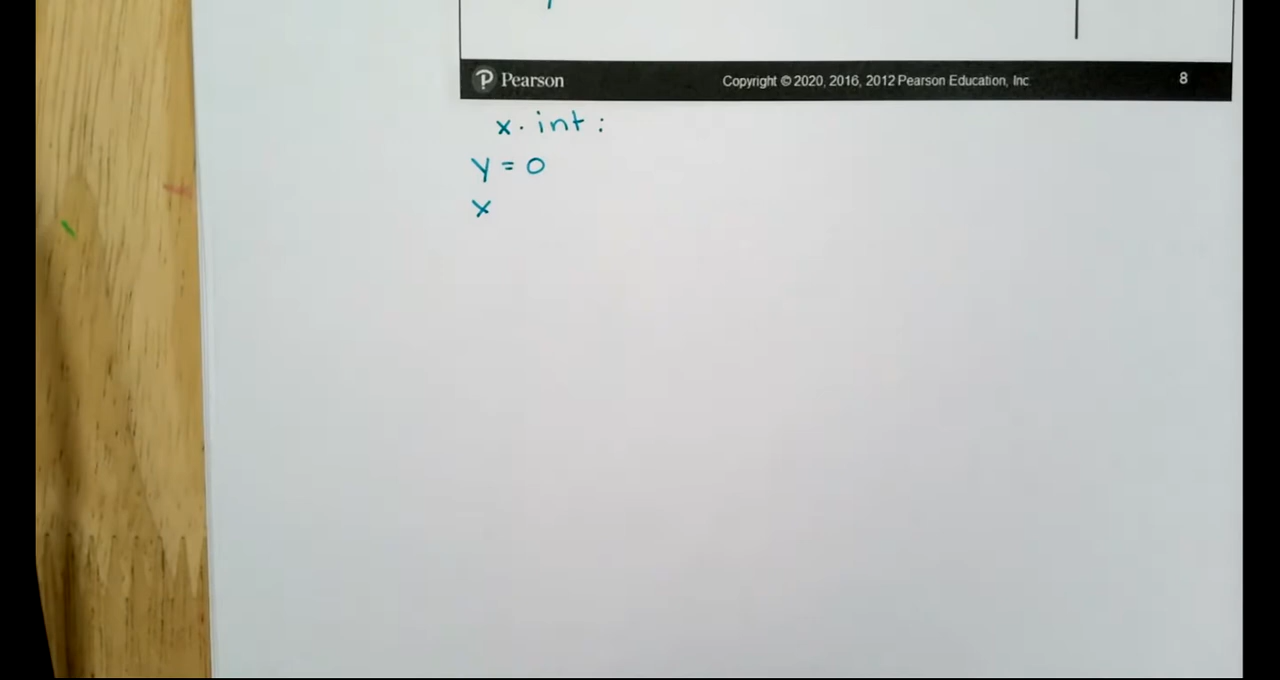 Pearson Copyright © 2020, 2016, 2012 Pearson Education, Inc 8
x. int :
y = 0
x